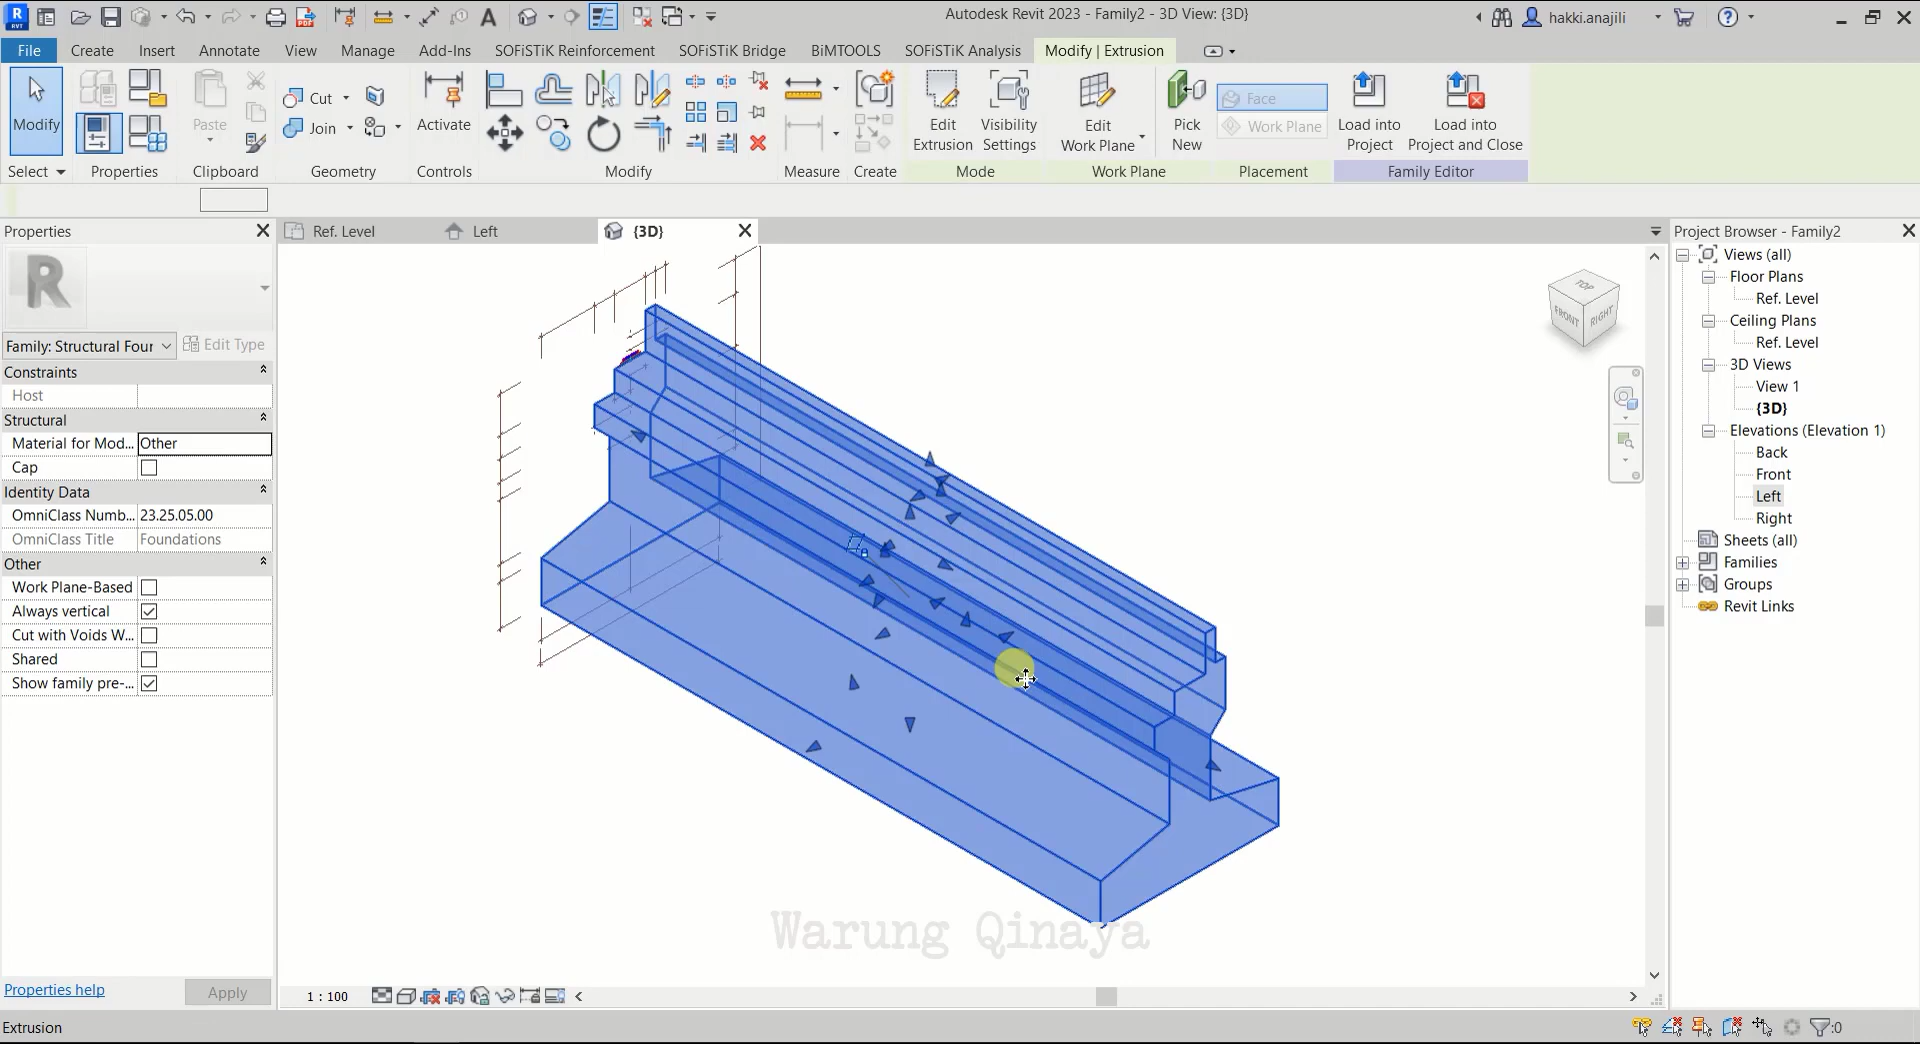 Autodesk Revit 2023 - Family2 - 3D View: {3D}
hakki.anajili
File
Create
Insert
Annotate
View
Manage
Add-Ins
SOFiSTiK Reinforcement
SOFiSTiK Bridge
BiMTOOLS
SOFiSTiK Analysis
Modify | Extrusion
Modify
Paste
Cut
Join
Activate
Edit
Extrusion
Visibility
Settings
Edit
Work Plane
Pick
New
Face
Work Plane
Load into
Project
Load into
Project and Close
Select
Properties
Clipboard
Geometry
Controls
Modify
Measure
Create
Mode
Work Plane
Placement
Family Editor
Properties
Ref. Level
Left
{3D}
Project Browser - Family2
R
Family: Structural Four
Edit Type
Constraints
Host
Structural
Material for Mod... Other
Cap
Identity Data
OmniClass Numb... 23.25.05.00
OmniClass Title Foundations
Other
Work Plane-Based
Always vertical
Cut with Voids W...
Shared
Show family pre-...
Properties help
Apply
TOP
FRONT
RIGHT
Views (all)
Floor Plans
Ref. Level
Ceiling Plans
Ref. Level
3D Views
View 1
{3D}
Elevations (Elevation 1)
Back
Front
Left
Right
Sheets (all)
Families
Groups
Revit Links
Warung Qinaya
1 : 100
Extrusion
:0